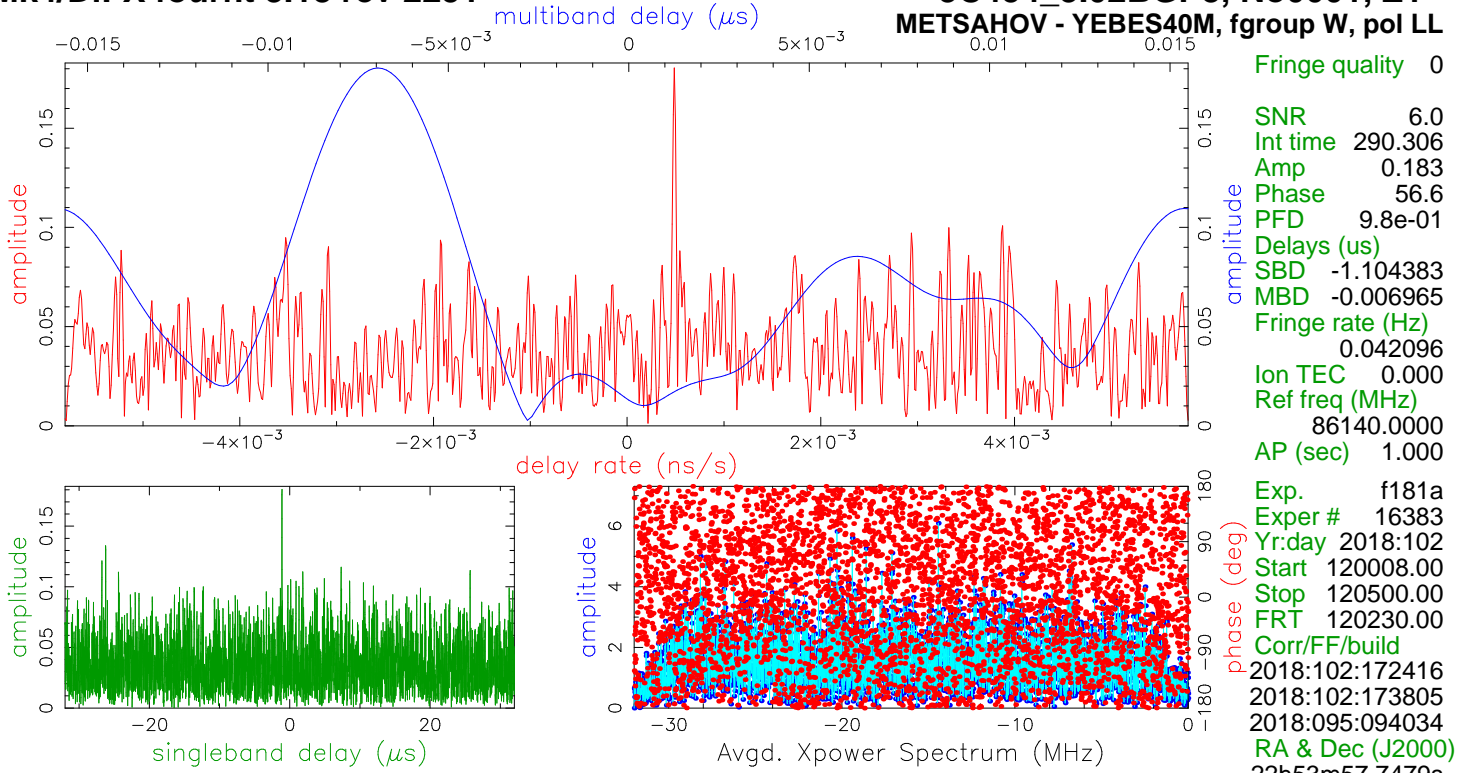 multiband delay (μs)
METSAHOV - YEBES40M, fgroup W, pol LL
−0.015 −0.01 −5×10⁻³ 0 5×10⁻³ 0.01 0.015
amplitude
0 0.05 0.1 0.15
0 0.05 0.1 0.15
amplitude
−4×10⁻³ −2×10⁻³ 0 2×10⁻³ 4×10⁻³
delay rate (ns/s)
Fringe quality 0
SNR 6.0
Int time 290.306
Amp 0.183
Phase 56.6
PFD 9.8e-01
Delays (us)
SBD -1.104383
MBD -0.006965
Fringe rate (Hz)
0.042096
Ion TEC 0.000
Ref freq (MHz)
86140.0000
AP (sec) 1.000
Exp. f181a
Exper # 16383
Yr:day 2018:102
Start 120008.00
Stop 120500.00
FRT 120230.00
Corr/FF/build
2018:102:172416
2018:102:173805
2018:095:094034
RA & Dec (J2000)
amplitude
0 0.05 0.1 0.15
−20 0 20
singleband delay (μs)
amplitude
0 2 4 6
−30 −20 −10 0
Avgd. Xpower Spectrum (MHz)
−180 −90 0 90 180
phase (deg)